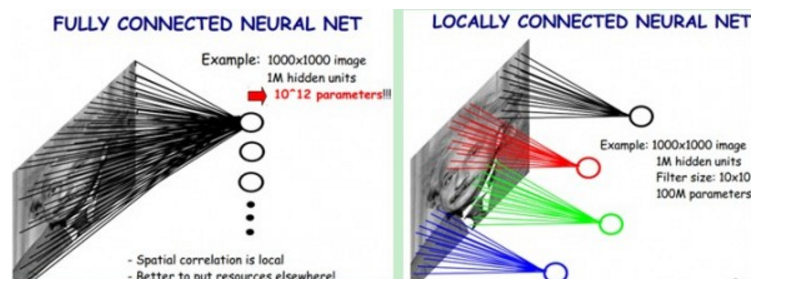 FULLY CONNECTED NEURAL NET
Example: 1000x1000 image
1M hidden units
10^12 parameters!!!
- Spatial correlation is local
- Better to put resources elsewhere!
LOCALLY CONNECTED NEURAL NET
Example: 1000x1000 image
1M hidden units
Filter size: 10x10
100M parameters